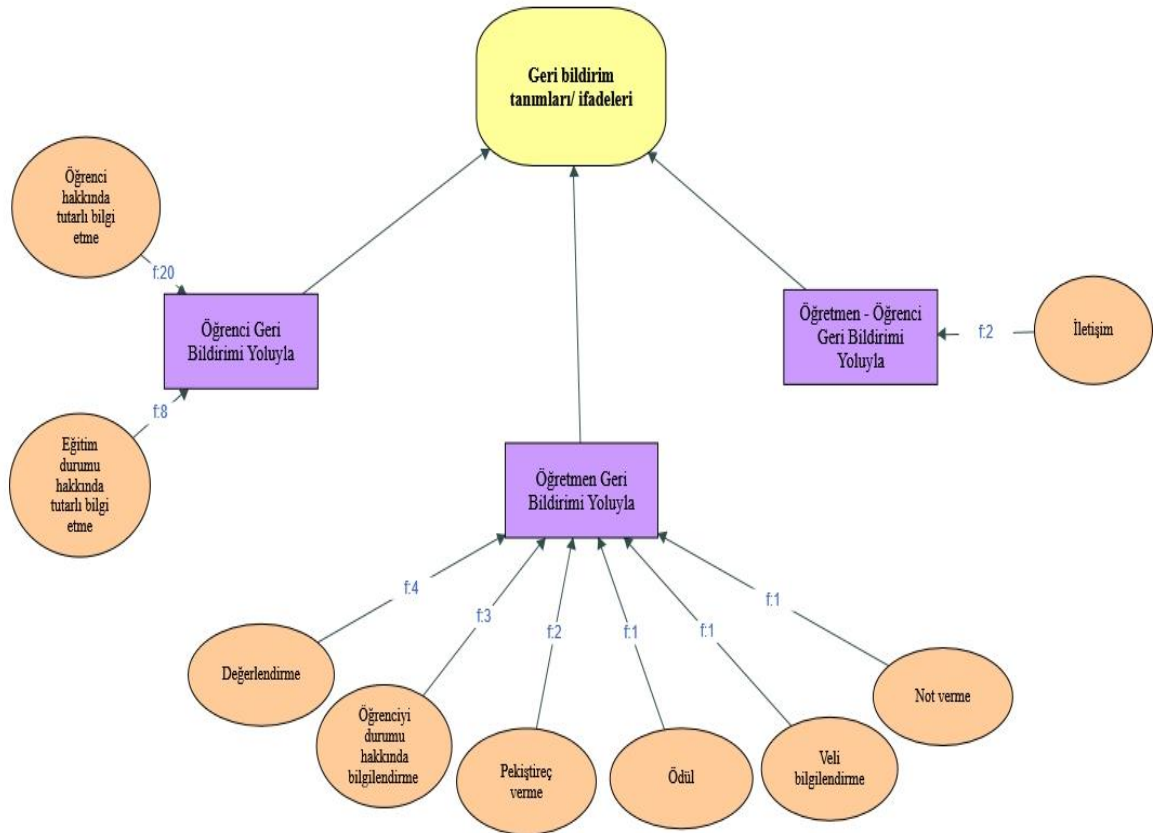 Geri bildirim
tanımları/ ifadeleri
Öğrenci
hakkında
tutarlı bilgi
etme
f:20
Öğrenci Geri
Bildirimi Yoluyla
f:8
Eğitim
durumu
hakkında
tutarlı bilgi
etme
Öğretmen - Öğrenci
Geri Bildirimi
Yoluyla
f:2
İletişim
Öğretmen Geri
Bildirimi Yoluyla
f:4
f:3
f:2
f:1
f:1
f:1
Değerlendirme
Öğrenciyi
durumu
hakkında
bilgilendirme
Pekiştireç
verme
Ödül
Veli
bilgilendirme
Not verme